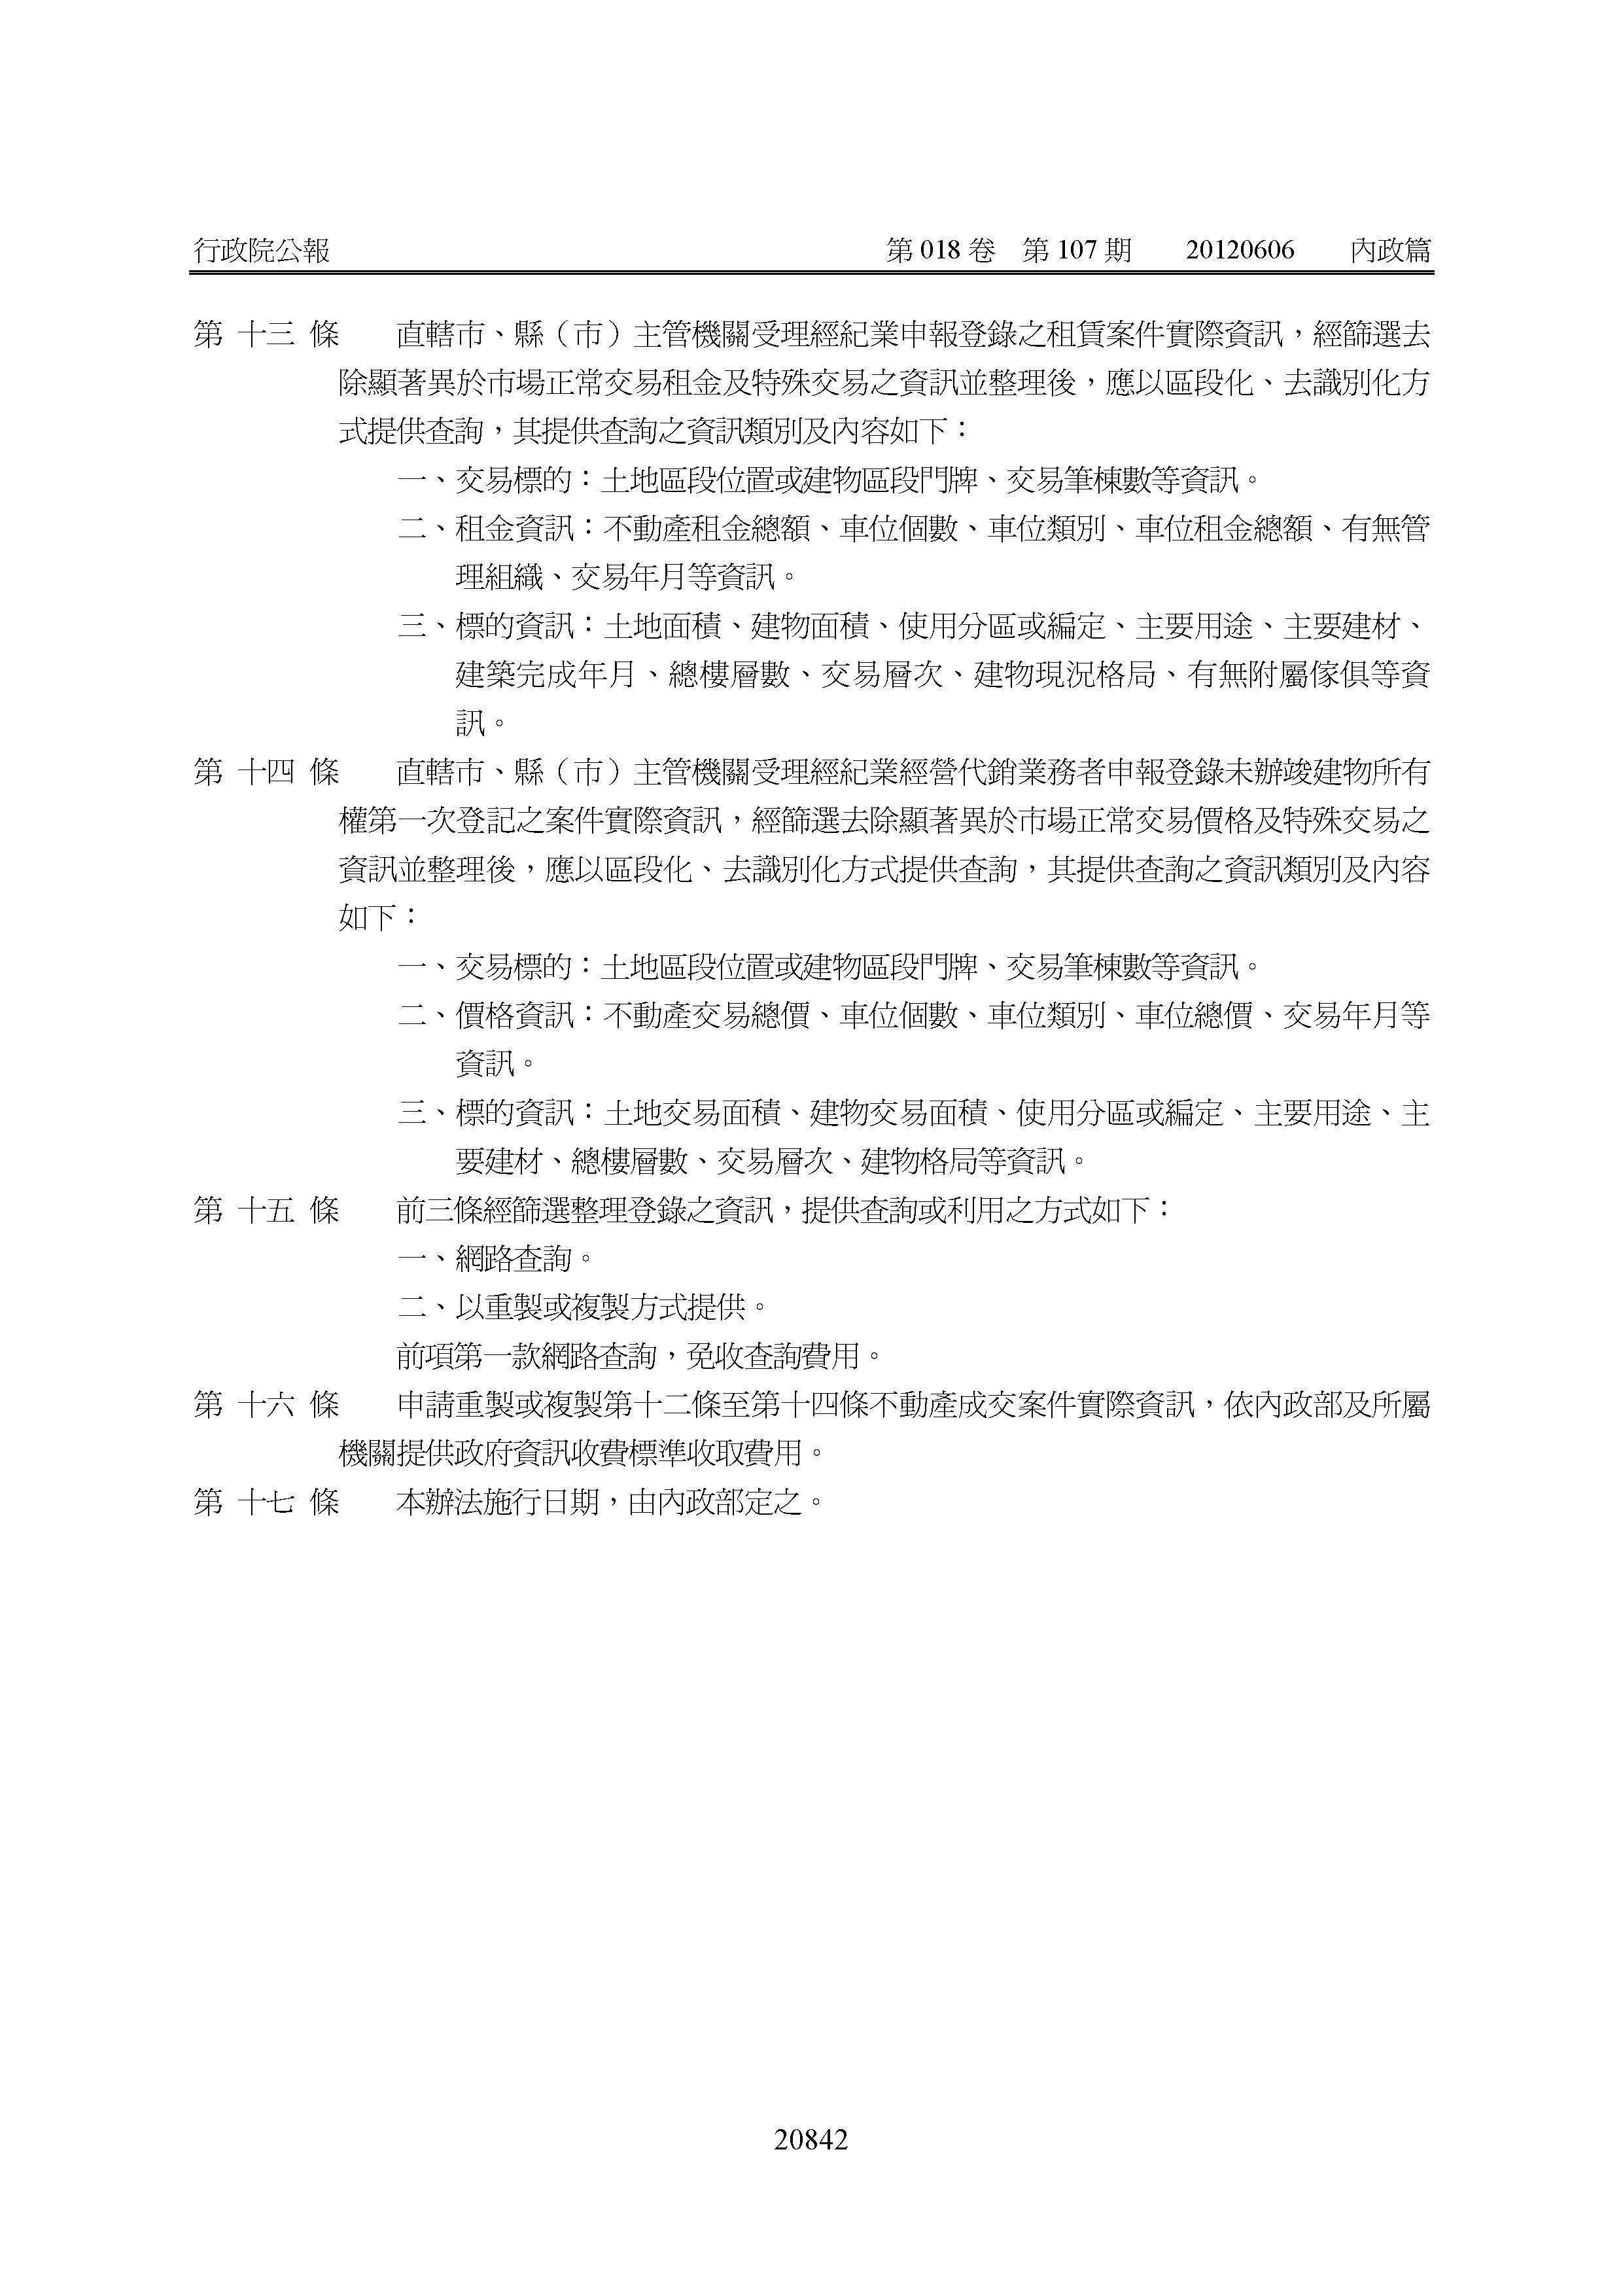 行政院公報　第 018 卷　第 107 期　20120606　內政篇
第 十三 條　直轄市、縣（市）主管機關受理經紀業申報登錄之租賃案件實際資訊，經篩選去
除顯著異於市場正常交易租金及特殊交易之資訊並整理後，應以區段化、去識別化方
式提供查詢，其提供查詢之資訊類別及內容如下：
一、交易標的：土地區段位置或建物區段門牌、交易筆棟數等資訊。
二、租金資訊：不動產租金總額、車位個數、車位類別、車位租金總額、有無管
理組織、交易年月等資訊。
三、標的資訊：土地面積、建物面積、使用分區或編定、主要用途、主要建材、
建築完成年月、總樓層數、交易層次、建物現況格局、有無附屬傢俱等資
訊。
第 十四 條　直轄市、縣（市）主管機關受理經紀業經營代銷業務者申報登錄未辦竣建物所有
權第一次登記之案件實際資訊，經篩選去除顯著異於市場正常交易價格及特殊交易之
資訊並整理後，應以區段化、去識別化方式提供查詢，其提供查詢之資訊類別及內容
如下：
一、交易標的：土地區段位置或建物區段門牌、交易筆棟數等資訊。
二、價格資訊：不動產交易總價、車位個數、車位類別、車位總價、交易年月等
資訊。
三、標的資訊：土地交易面積、建物交易面積、使用分區或編定、主要用途、主
要建材、總樓層數、交易層次、建物格局等資訊。
第 十五 條　前三條經篩選整理登錄之資訊，提供查詢或利用之方式如下：
一、網路查詢。
二、以重製或複製方式提供。
前項第一款網路查詢，免收查詢費用。
第 十六 條　申請重製或複製第十二條至第十四條不動產成交案件實際資訊，依內政部及所屬
機關提供政府資訊收費標準收取費用。
第 十七 條　本辦法施行日期，由內政部定之。
20842